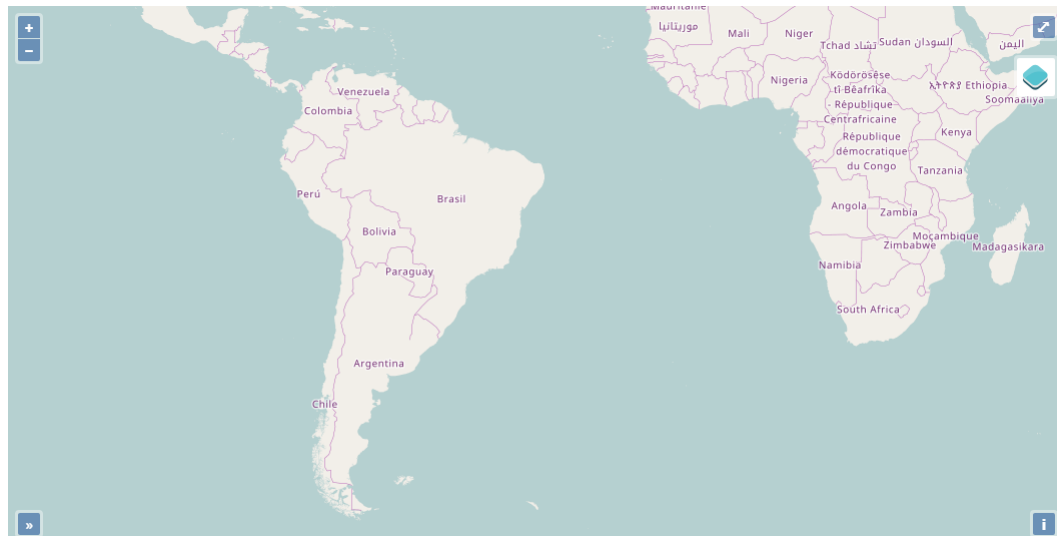 +
–
Mauritanie
موريتانيا
Mali
Niger
Tchad تشاد
Sudan السودان
اليمن
Nigeria
Ködörösêse
tî Bêafrîka
- République
Centrafricaine
ኢትዮጵያ Ethiopia
Soomaaliya
Venezuela
Colombia
République
démocratique
du Congo
Kenya
Tanzania
Perú
Brasil
Angola
Zambia
Bolivia
Moçambique
Zimbabwe
Madagasikara
Paraguay
Namibia
South Africa
Argentina
Chile
»
i